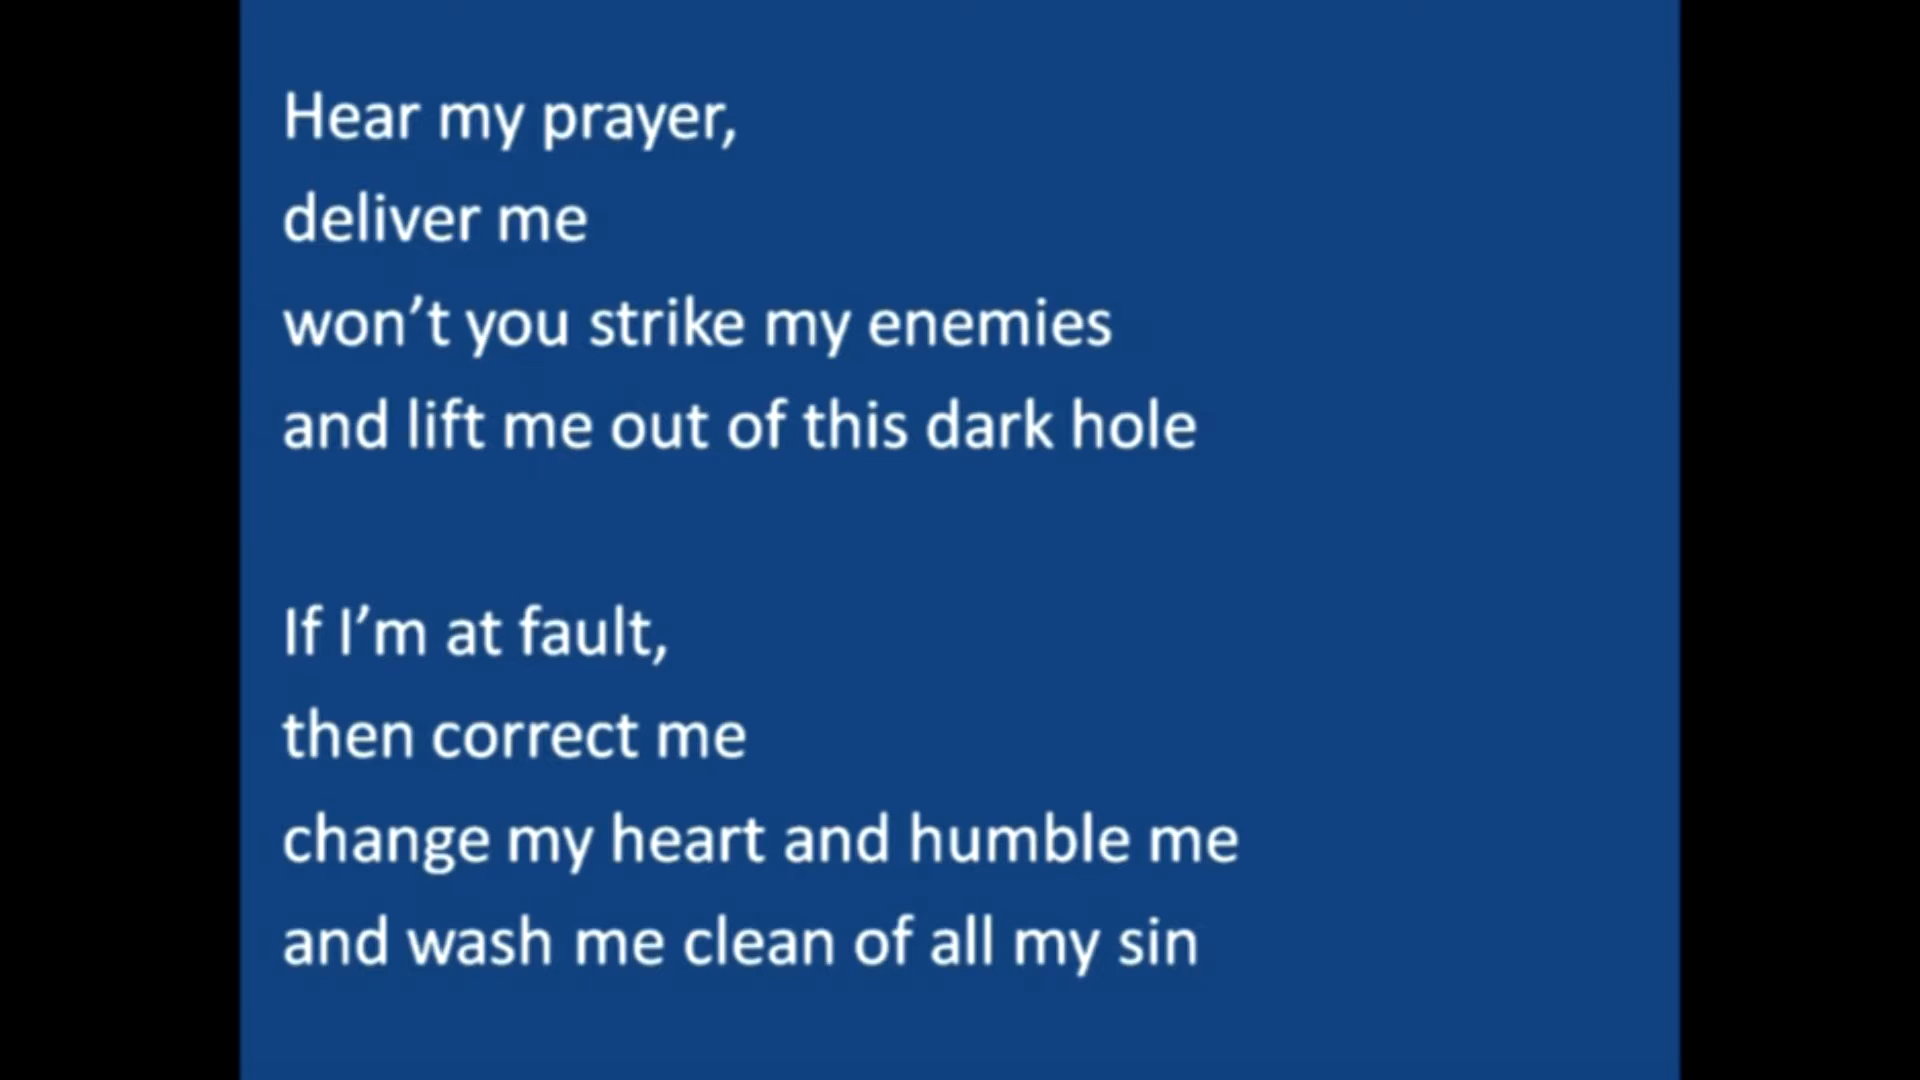 Hear my prayer,
deliver me
won’t you strike my enemies
and lift me out of this dark hole
If I’m at fault,
then correct me
change my heart and humble me
and wash me clean of all my sin